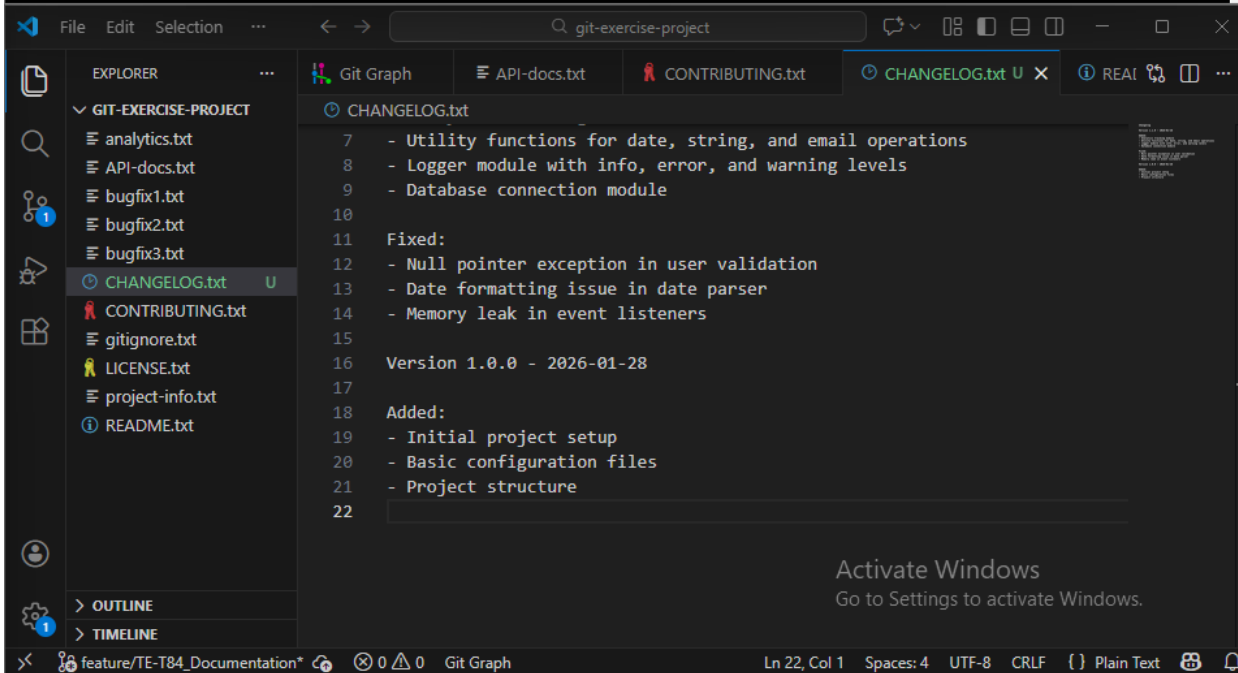 File Edit Selection ···
git-exercise-project
EXPLORER ···
GIT-EXERCISE-PROJECT
analytics.txt
API-docs.txt
bugfix1.txt
bugfix2.txt
bugfix3.txt
CHANGELOG.txt U
CONTRIBUTING.txt
gitignore.txt
LICENSE.txt
project-info.txt
README.txt
OUTLINE
TIMELINE
1
1
Git Graph API-docs.txt CONTRIBUTING.txt CHANGELOG.txt U READ ···
CHANGELOG.txt
7 - Utility functions for date, string, and email operations
8 - Logger module with info, error, and warning levels
9 - Database connection module
10
11 Fixed:
12 - Null pointer exception in user validation
13 - Date formatting issue in date parser
14 - Memory leak in event listeners
15
16 Version 1.0.0 - 2026-01-28
17
18 Added:
19 - Initial project setup
20 - Basic configuration files
21 - Project structure
22
Activate Windows
Go to Settings to activate Windows.
feature/TE-T84_Documentation* 0 0 Git Graph Ln 22, Col 1 Spaces: 4 UTF-8 CRLF {} Plain Text